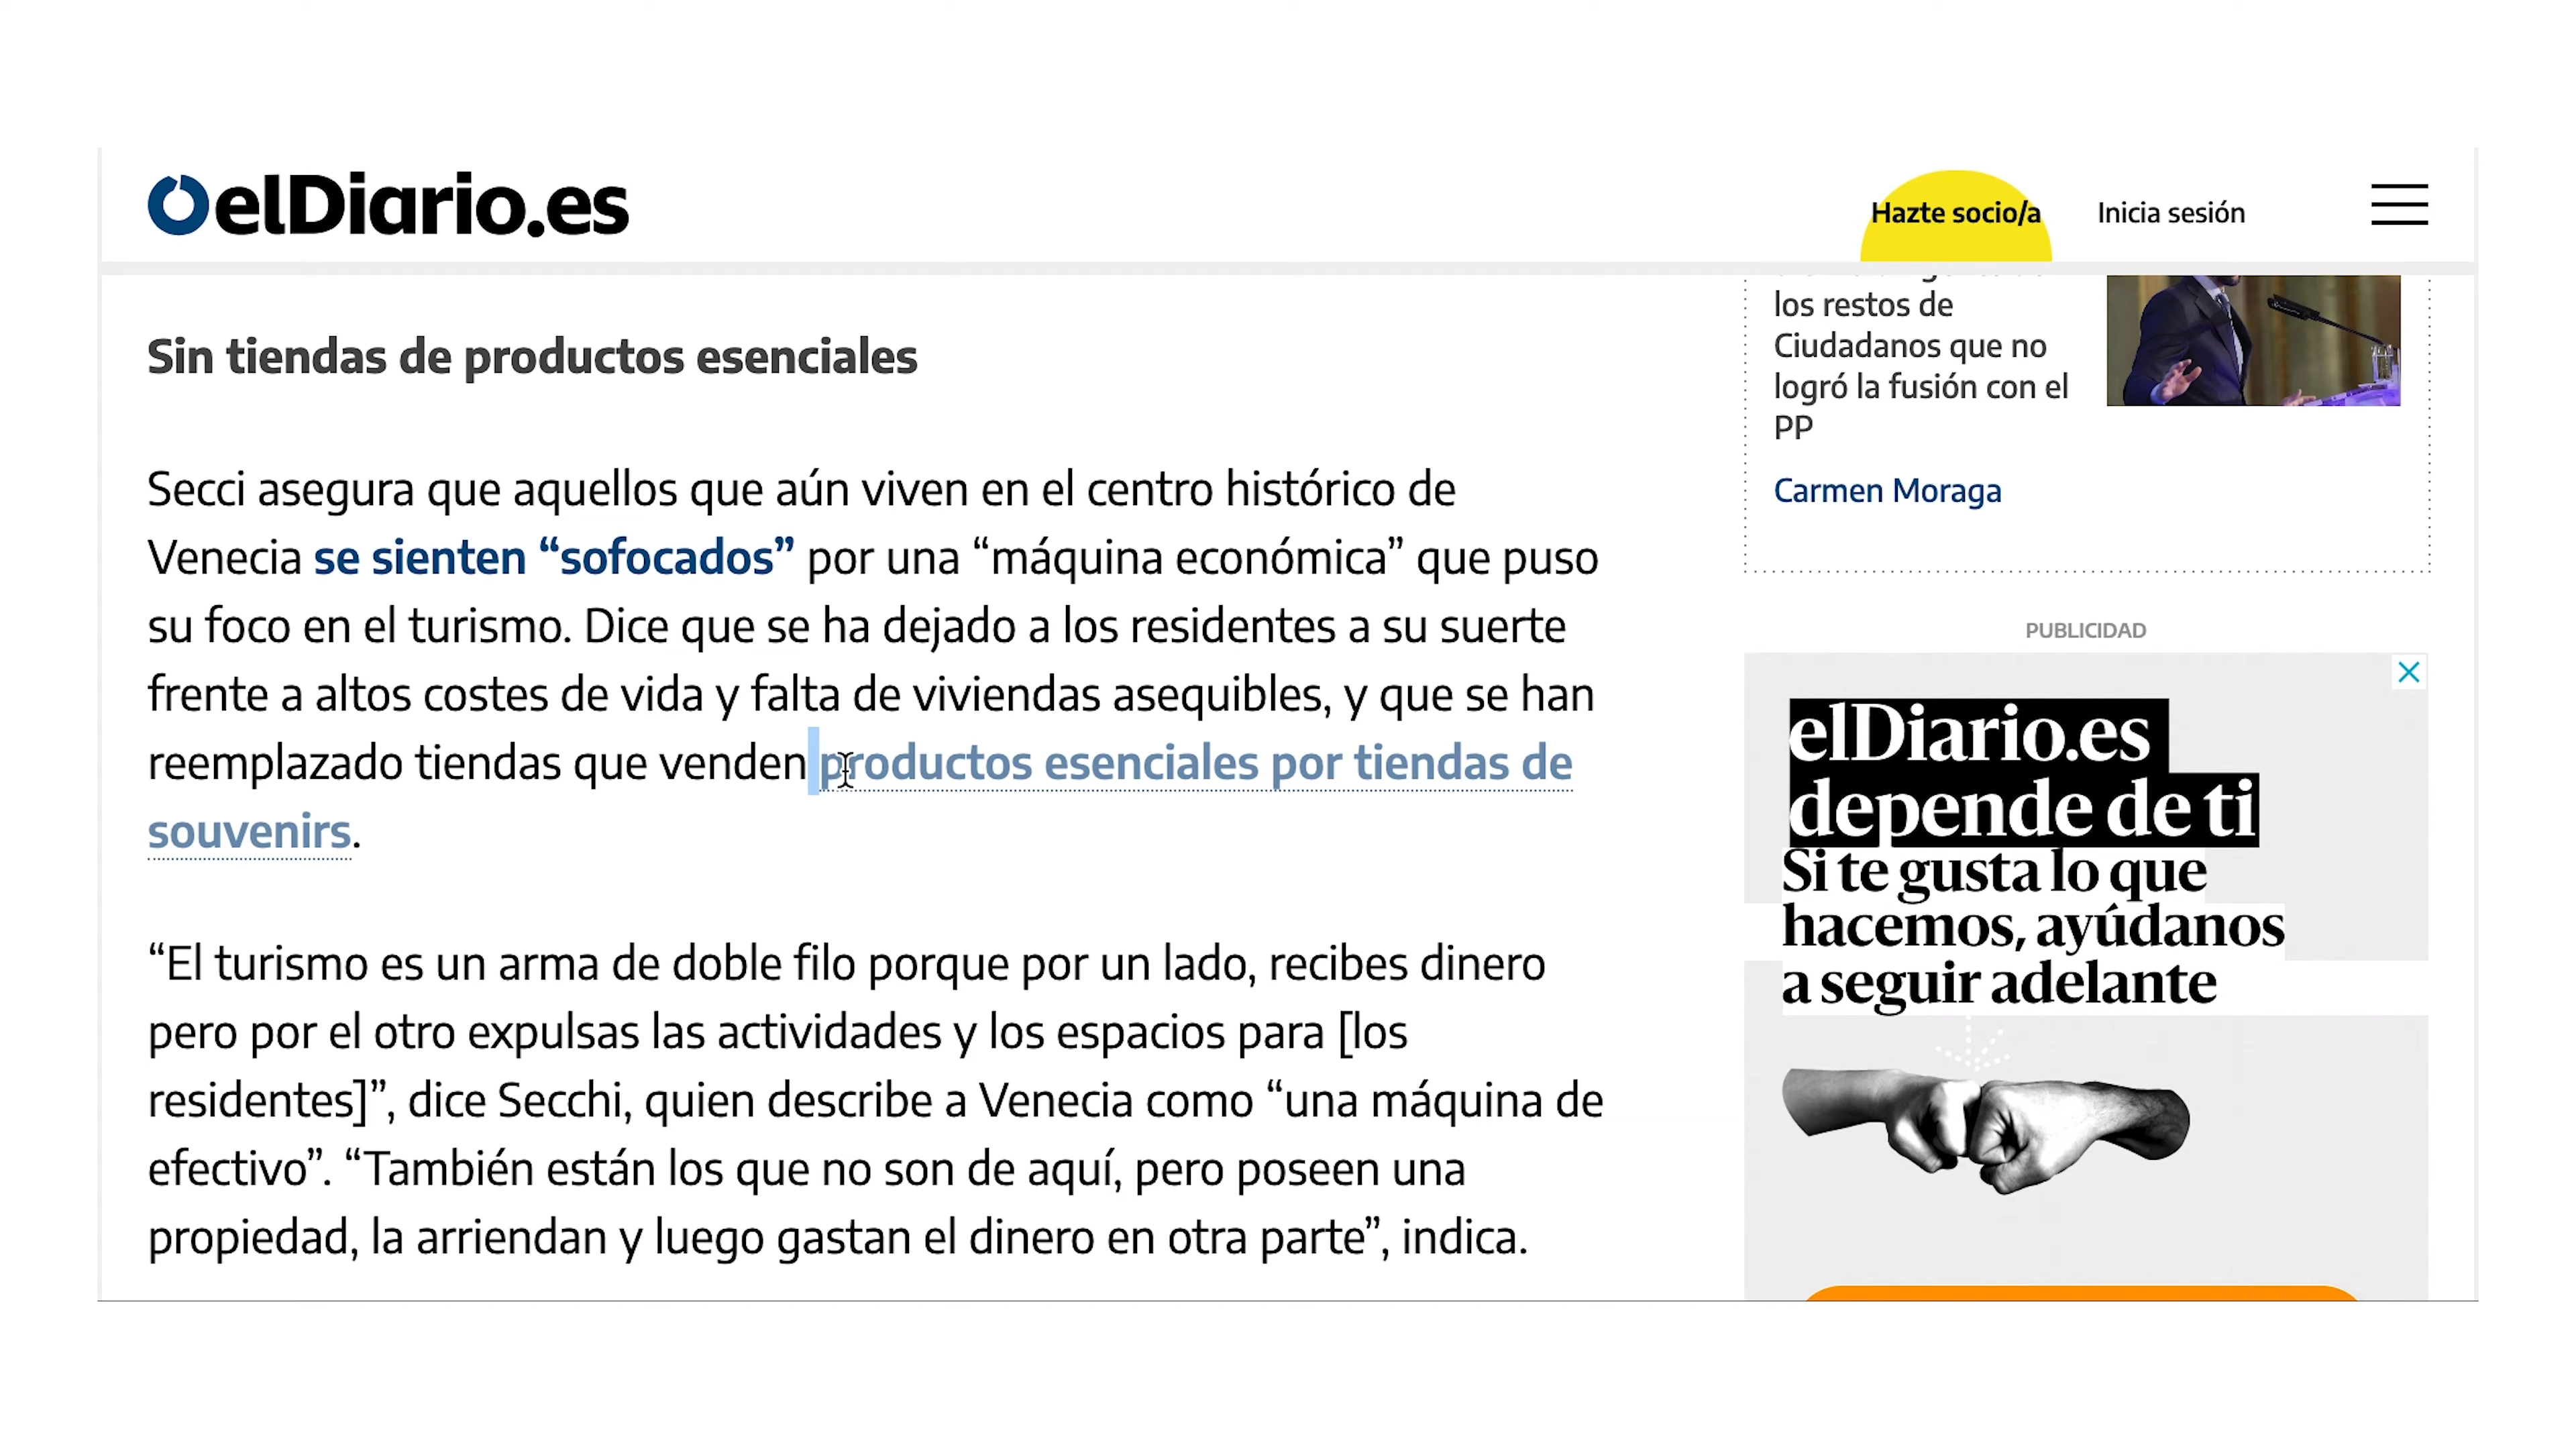 elDiario.es
Hazte socio/a
Inicia sesión
Sin tiendas de productos esenciales
Secci asegura que aquellos que aún viven en el centro histórico de
Venecia se sienten “sofocados” por una “máquina económica” que puso
su foco en el turismo. Dice que se ha dejado a los residentes a su suerte
frente a altos costes de vida y falta de viviendas asequibles, y que se han
reemplazado tiendas que venden productos esenciales por tiendas de
souvenirs.
“El turismo es un arma de doble filo porque por un lado, recibes dinero
pero por el otro expulsas las actividades y los espacios para [los
residentes]”, dice Secchi, quien describe a Venecia como “una máquina de
efectivo”. “También están los que no son de aquí, pero poseen una
propiedad, la arriendan y luego gastan el dinero en otra parte”, indica.
los restos de
Ciudadanos que no
logró la fusión con el
PP
Carmen Moraga
PUBLICIDAD
elDiario.es
depende de ti
Si te gusta lo que
hacemos, ayúdanos
a seguir adelante